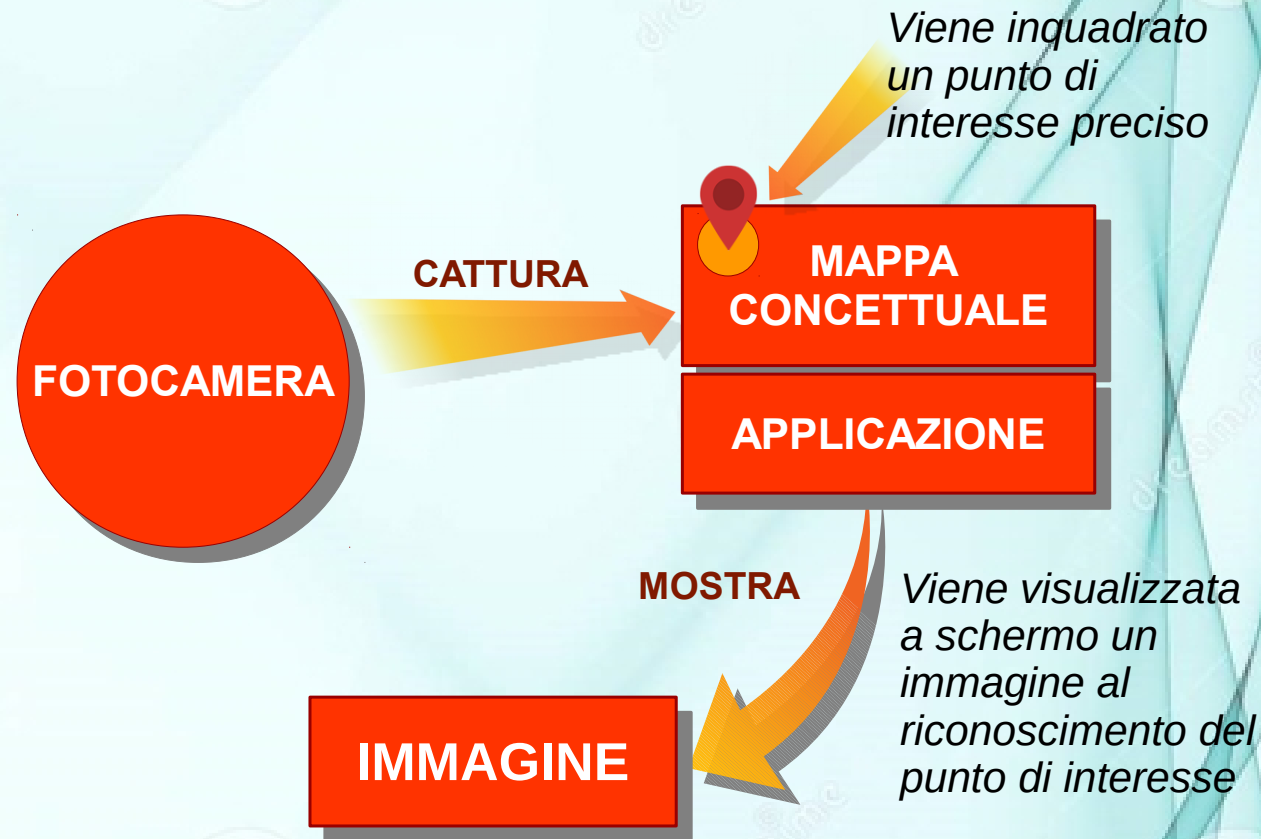 Viene inquadrato
un punto di
interesse preciso
CATTURA
MAPPA
CONCETTUALE
FOTOCAMERA
APPLICAZIONE
MOSTRA
Viene visualizzata
a schermo un
immagine al
riconoscimento del
punto di interesse
IMMAGINE